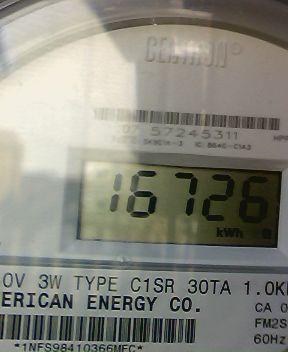 CENTRON®
07 57245311
16726
kWh
0V 3W TYPE C1SR 30TA 1.0K
ERICAN ENERGY CO.
CA 0
FM2S
60Hz
*1NFS98410366MFC*